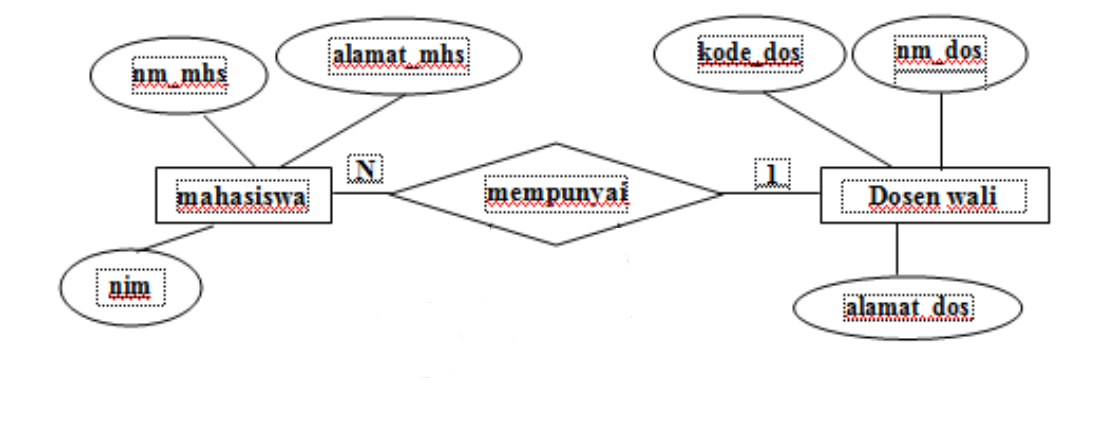 nm_mhs
alamat_mhs
kode_dos
nm_dos
mahasiswa
N
mempunyai
1
Dosen wali
nim
alamat_dos